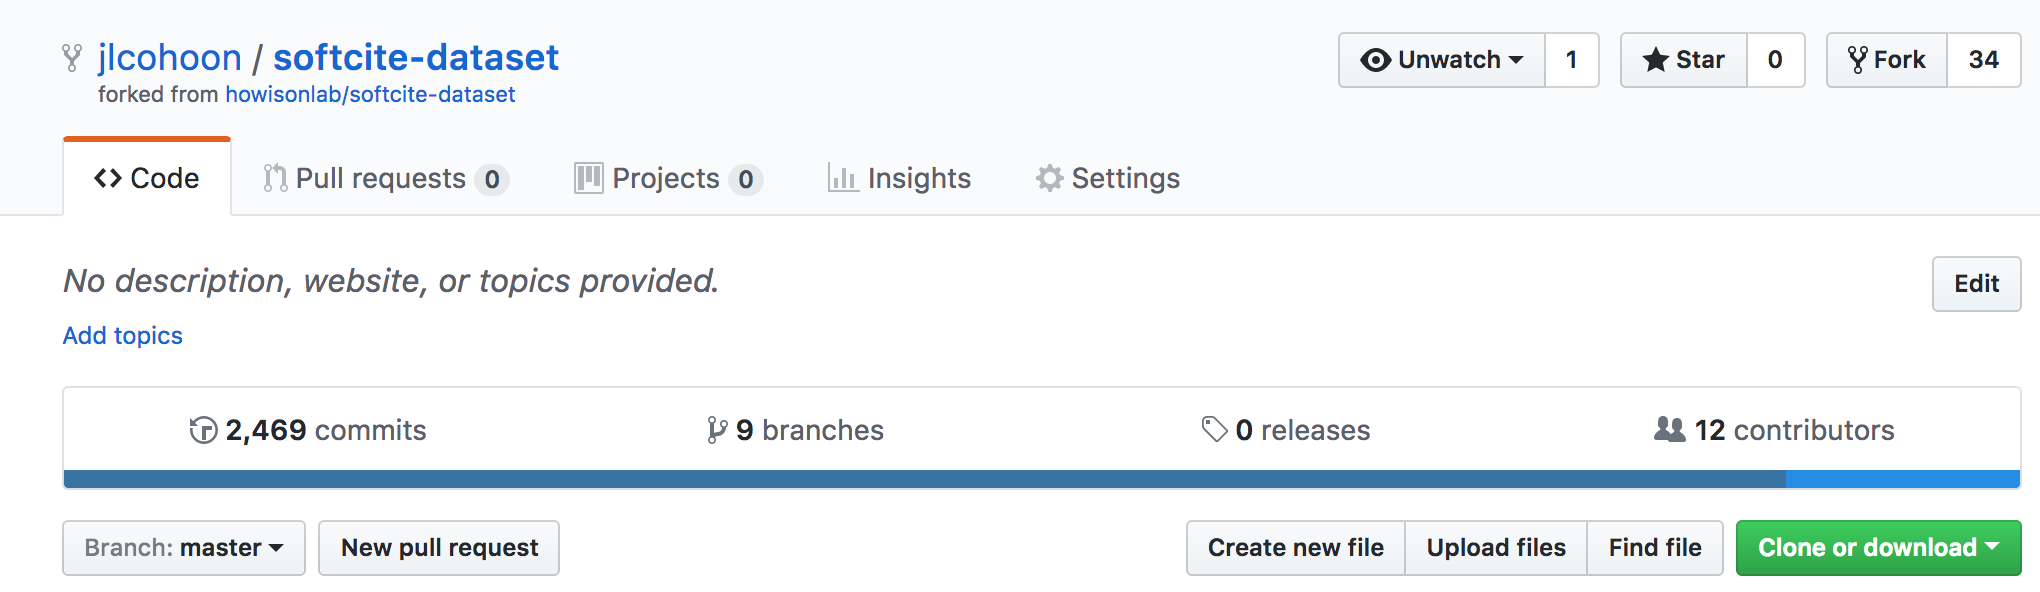 jlcohoon / softcite-dataset
Unwatch 1 Star 0 Fork 34
forked from howisonlab/softcite-dataset
Code Pull requests 0 Projects 0 Insights Settings
No description, website, or topics provided.
Edit
Add topics
2,469 commits 9 branches 0 releases 12 contributors
Branch: master New pull request Create new file Upload files Find file Clone or download